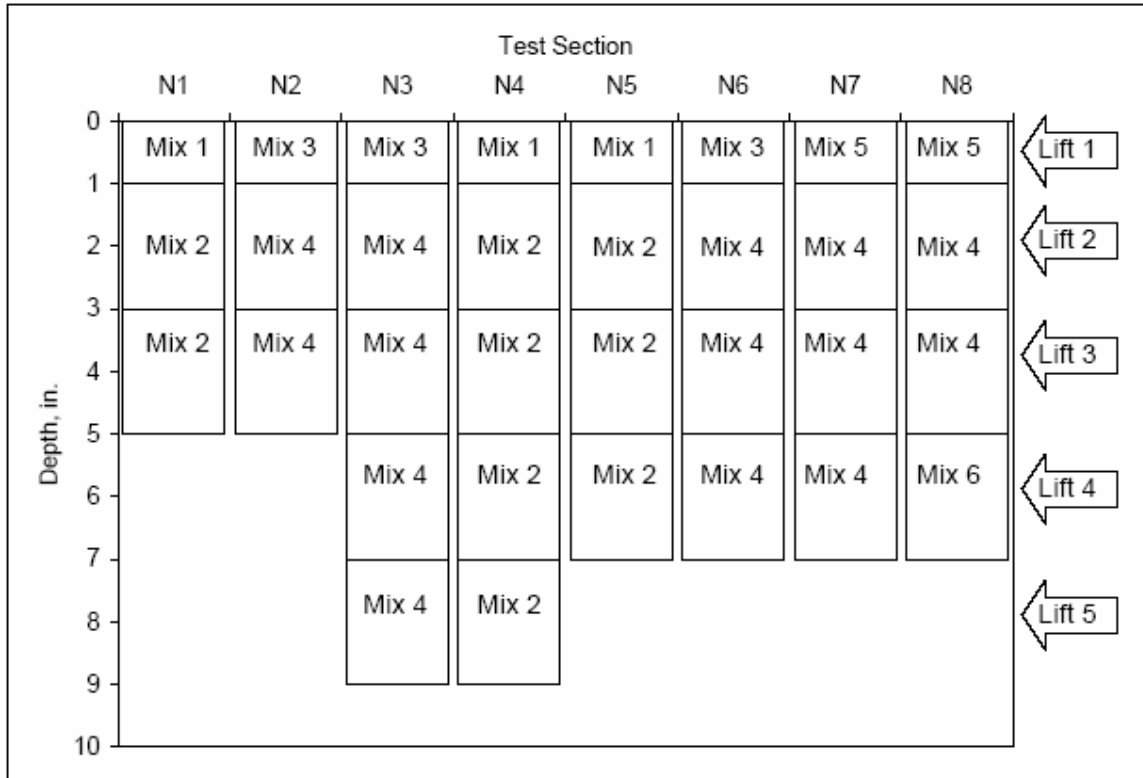 Test Section
N1 N2 N3 N4 N5 N6 N7 N8
0
Mix 1 Mix 3 Mix 3 Mix 1 Mix 1 Mix 3 Mix 5 Mix 5 Lift 1
1
2 Mix 2 Mix 4 Mix 4 Mix 2 Mix 2 Mix 4 Mix 4 Mix 4 Lift 2
3
Mix 2 Mix 4 Mix 4 Mix 2 Mix 2 Mix 4 Mix 4 Mix 4 Lift 3
4
5
Mix 4 Mix 2 Mix 2 Mix 4 Mix 4 Mix 6 Lift 4
6
7
Mix 4 Mix 2 Lift 5
8
9
10
Depth, in.